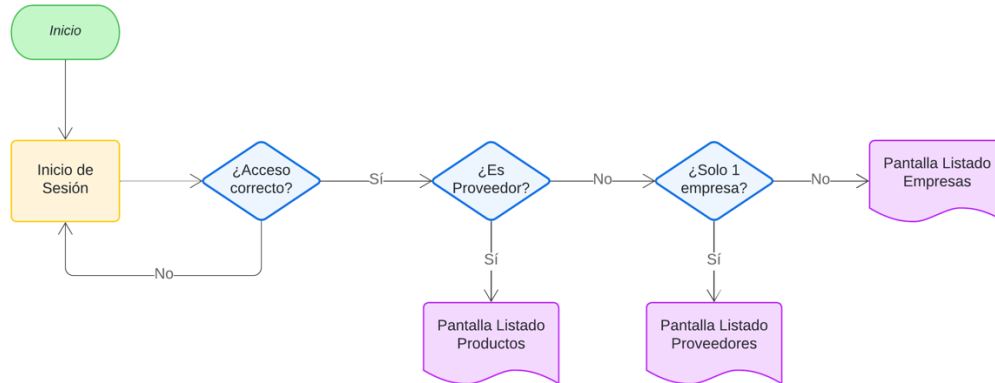 Inicio
Inicio de
Sesión
¿Acceso
correcto?
No
Sí
¿Es
Proveedor?
Sí
Pantalla Listado
Productos
No
¿Solo 1
empresa?
Sí
Pantalla Listado
Proveedores
No
Pantalla Listado
Empresas